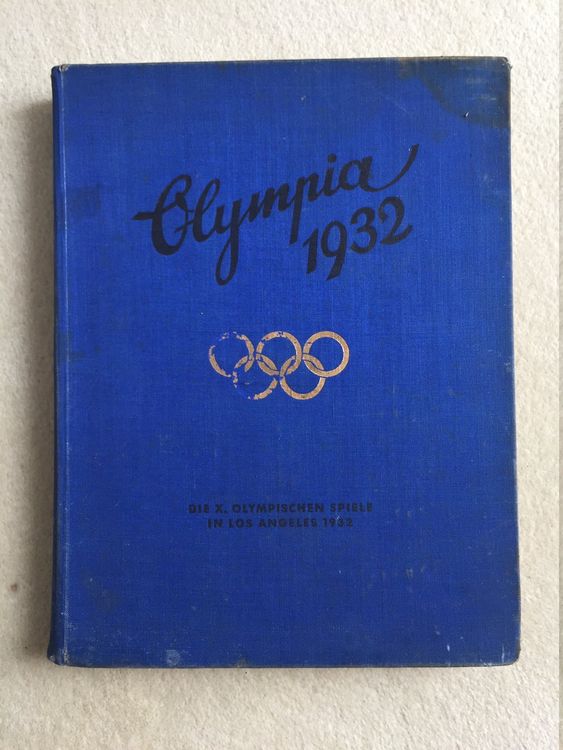 Olympia
1932
DIE X. OLYMPISCHEN SPIELE
IN LOS ANGELES 1932